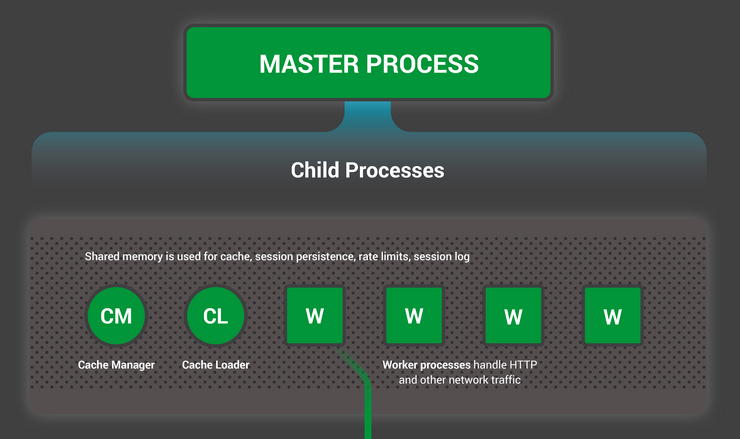 MASTER PROCESS
Child Processes
Shared memory is used for cache, session persistence, rate limits, session log
CM
CL
W
W
W
W
Cache Manager
Cache Loader
Worker processes handle HTTP
and other network traffic